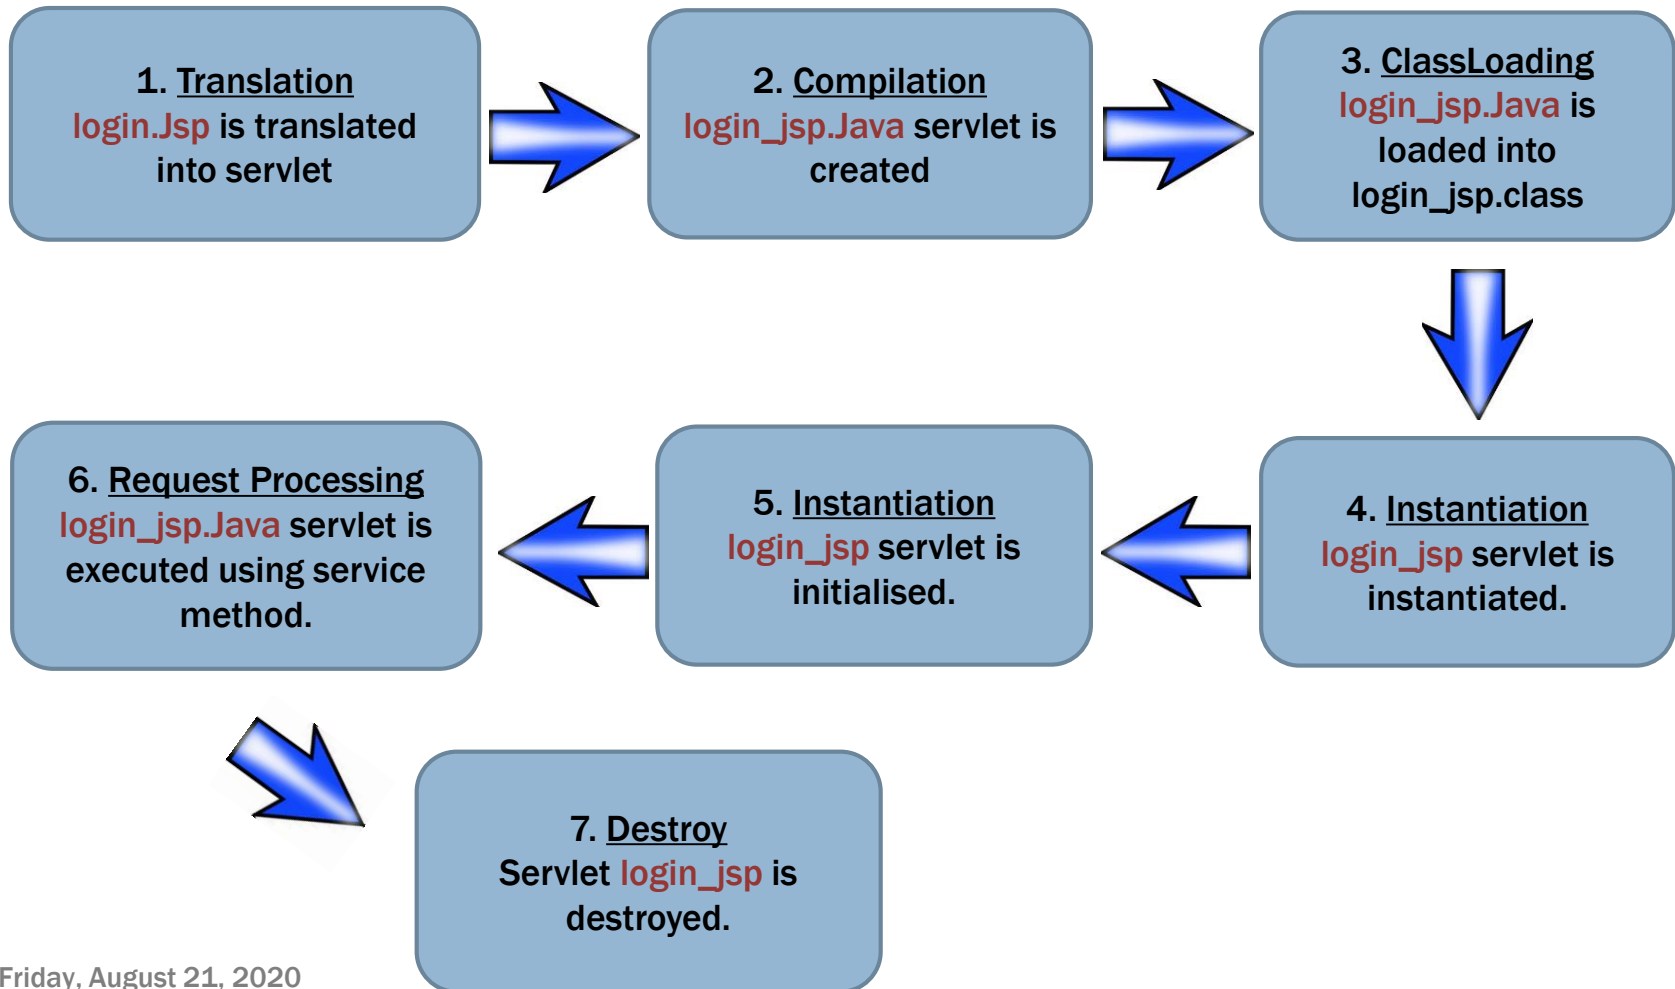 1. Translation
login.Jsp is translated
into servlet
2. Compilation
login_jsp.Java servlet is
created
3. ClassLoading
login_jsp.Java is
loaded into
login_jsp.class
4. Instantiation
login_jsp servlet is
instantiated.
5. Instantiation
login_jsp servlet is
initialised.
6. Request Processing
login_jsp.Java servlet is
executed using service
method.
7. Destroy
Servlet login_jsp is
destroyed.
Friday, August 21, 2020